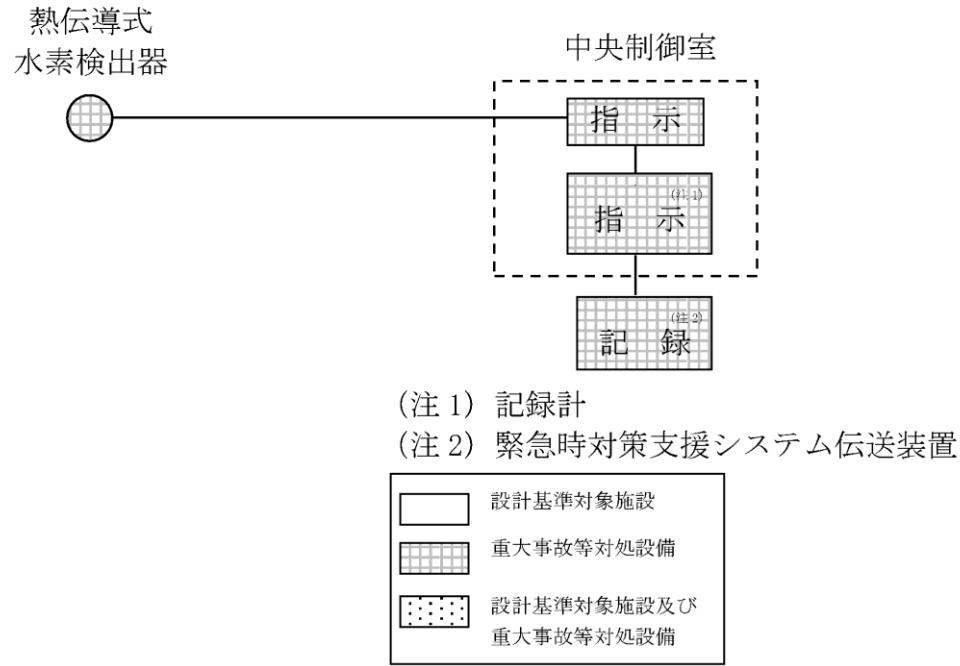 熱伝導式
水素検出器
中央制御室
指 示
(注1)
指 示
(注2)
記 録
(注1) 記録計
(注2) 緊急時対策支援システム伝送装置
設計基準対象施設
重大事故等対処設備
設計基準対象施設及び
重大事故等対処設備